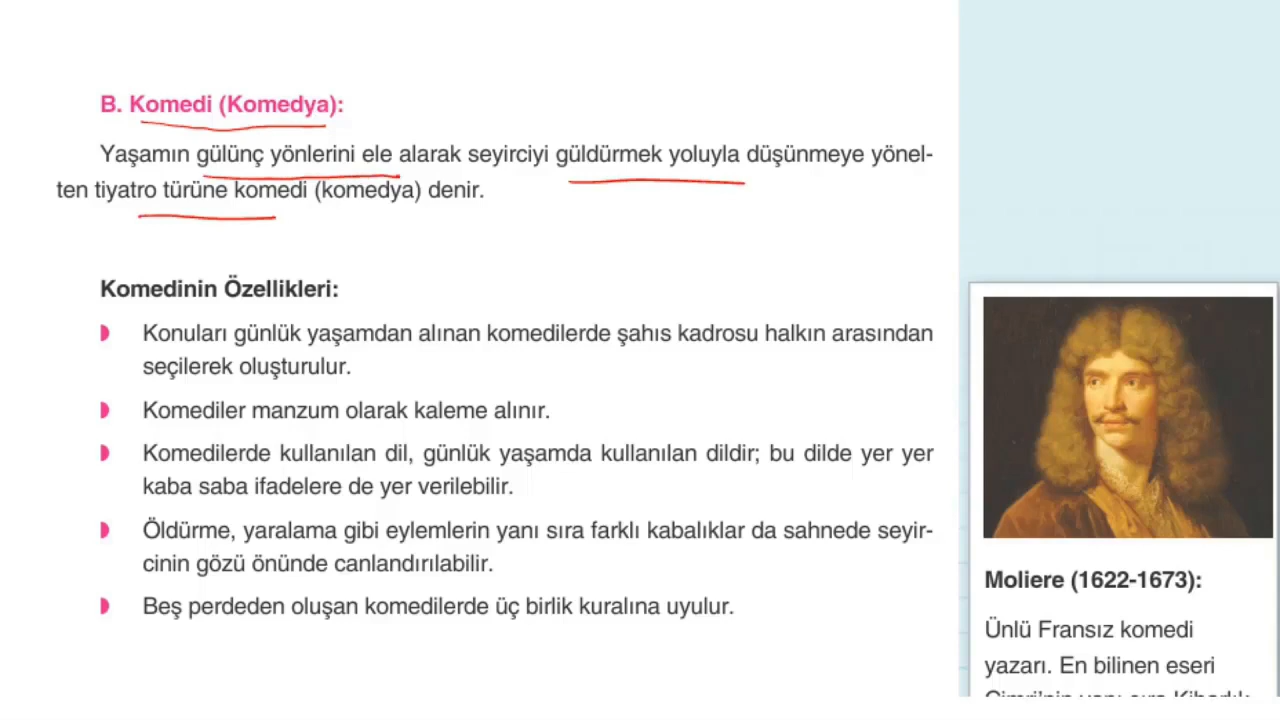 B. Komedi (Komedya):
Yaşamın gülünç yönlerini ele alarak seyirciyi güldürmek yoluyla düşünmeye yönel-
ten tiyatro türüne komedi (komedya) denir.
Komedinin Özellikleri:
Konuları günlük yaşamdan alınan komedilerde şahıs kadrosu halkın arasından
seçilerek oluşturulur.
Komediler manzum olarak kaleme alınır.
Komedilerde kullanılan dil, günlük yaşamda kullanılan dildir; bu dilde yer yer
kaba saba ifadelere de yer verilebilir.
Öldürme, yaralama gibi eylemlerin yanı sıra farklı kabalıklar da sahnede seyir-
cinin gözü önünde canlandırılabilir.
Beş perdeden oluşan komedilerde üç birlik kuralına uyulur.
Moliere (1622-1673):
Ünlü Fransız komedi
yazarı. En bilinen eseri